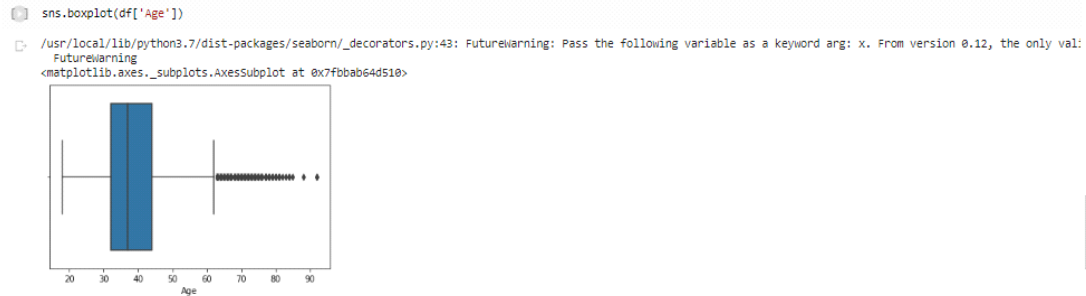 sns.boxplot(df['Age'])
/usr/local/lib/python3.7/dist-packages/seaborn/_decorators.py:43: FutureWarning: Pass the following variable as a keyword arg: x. From version 0.12, the only vali
FutureWarning
<matplotlib.axes._subplots.AxesSubplot at 0x7fbbab64d510>
20 30 40 50 60 70 80 90
Age